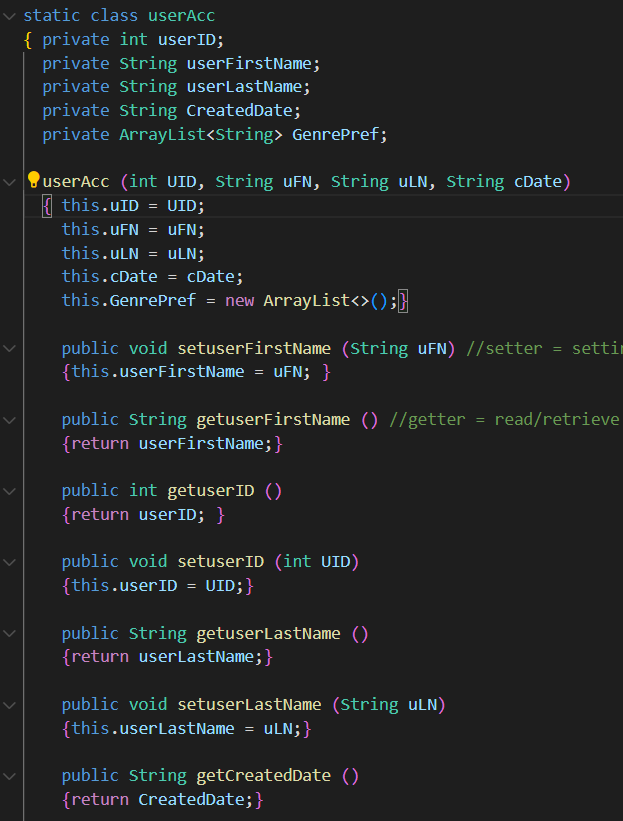 static class userAcc
{ private int userID;
private String userFirstName;
private String userLastName;
private String CreatedDate;
private ArrayList<String> GenrePref;
userAcc (int UID, String uFN, String uLN, String cDate)
{ this.uID = UID;
this.uFN = uFN;
this.uLN = uLN;
this.cDate = cDate;
this.GenrePref = new ArrayList<>();}
public void setuserFirstName (String uFN) //setter = 
{this.userFirstName = uFN; }
public String getuserFirstName () //getter = read/retrieve
{return userFirstName;}
public int getuserID ()
{return userID; }
public void setuserID (int UID)
{this.userID = UID;}
public String getuserLastName ()
{return userLastName;}
public void setuserLastName (String uLN)
{this.userLastName = uLN;}
public String getCreatedDate ()
{return CreatedDate;}